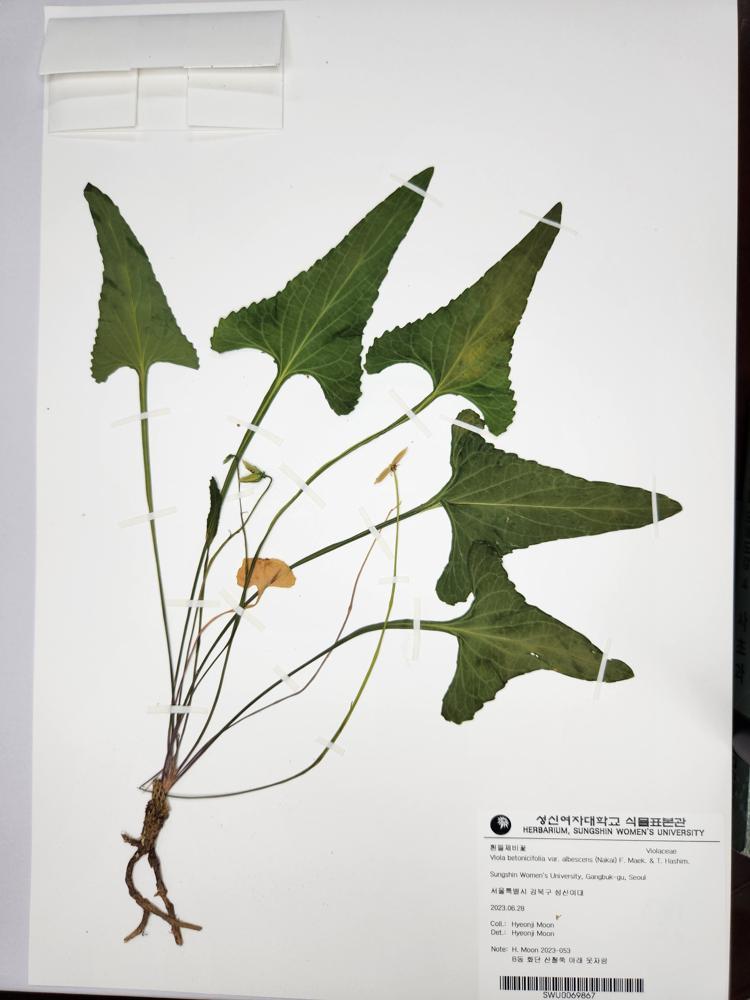 성신여자대학교 식물표본관
HERBARIUM, SUNGSHIN WOMEN'S UNIVERSITY
흰들제비꽃 Violaceae
Viola betonicifolia var. albescens (Nakai) F. Maek. & T. Hashim.
Sungshin Women's University, Gangbuk-gu, Seoul
서울특별시 강북구 성신여대
2023.06.28
Coll.: Hyeonji Moon
Det.: Hyeonji Moon
Note: H. Moon 2023-053
B동 화단 산철쭉 아래 웃자람
SWU0069867